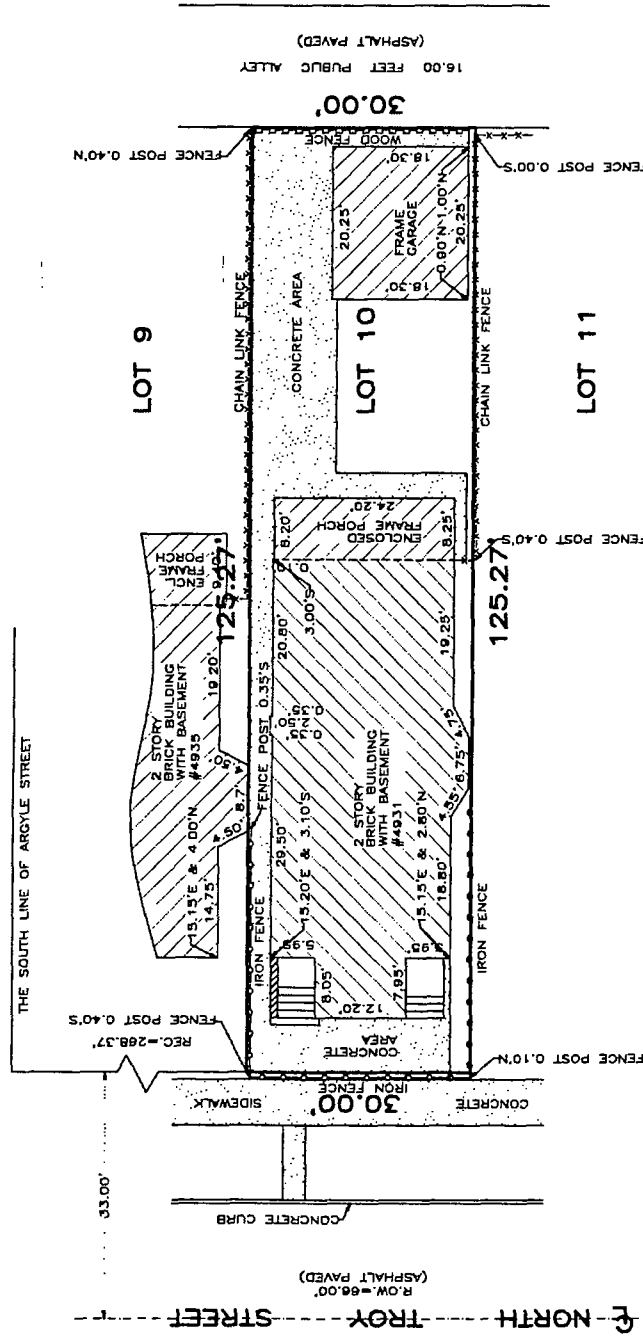 16.00 FEET PUBLIC ALLEY
(ASPHALT PAVED)
30.00'
FENCE POST 0.40'N
WOOD FENCE
FENCE POST 0.00'S
18.30'
20.25'
FRAME
GARAGE
0.90'N
1.00'N
20.25'
18.30'
CONCRETE AREA
LOT 9
CHAIN LINK FENCE
LOT 10
CHAIN LINK FENCE
LOT 11
24.20'
ENCLOSED
FRAME PORCH
8.20'
8.25'
FENCE POST 0.40'S
ENCL.
FRAME
PORCH
125.27'
125.27'
3.00'S
19.20'
20.80'
19.25'
2 STORY
BRICK BUILDING
WITH BASEMENT
#4935
4.50'
8.7'
4.50'
FENCE POST 0.35'S
2 STORY
BRICK BUILDING
WITH BASEMENT
#4931
4.75'
6.75'
4.55'
15.15'E & 4.00'N
14.75'
29.50'
15.20'E & 3.10'S
15.15'E & 2.80'N
18.80'
IRON FENCE
5.95'
8.05'
12.20'
7.95'
IRON FENCE
THE SOUTH LINE OF ARGYLE STREET
FENCE POST 0.40'S
REC.=268.37'
CONCRETE
AREA
FENCE POST 0.10'N
IRON FENCE
30.00'
SIDEWALK
CONCRETE
33.00'
CONCRETE CURB
R.OW.=66.00'
(ASPHALT PAVED)
NORTH TROY STREET